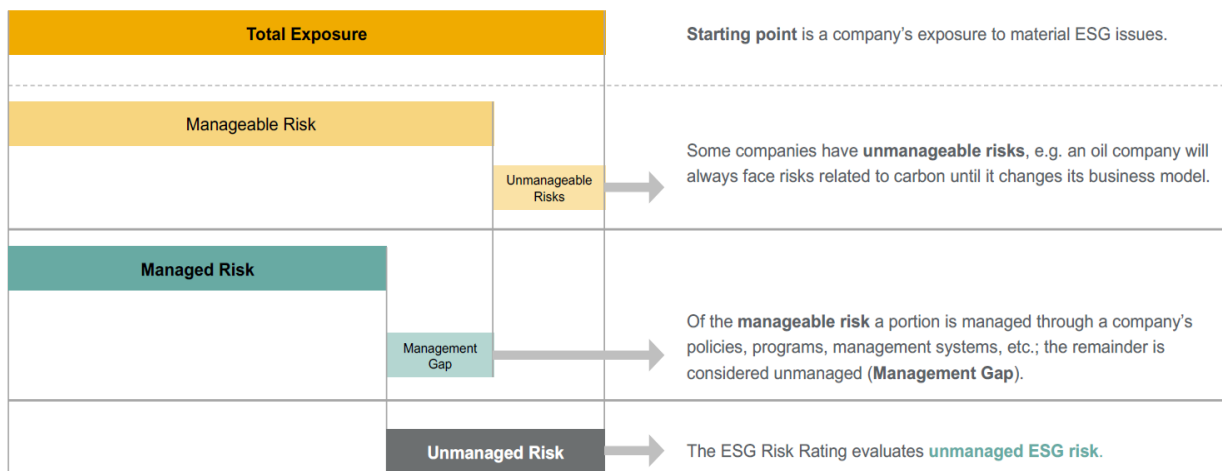 Total Exposure
Starting point is a company's exposure to material ESG issues.
Manageable Risk
Unmanageable
Risks
Some companies have unmanageable risks, e.g. an oil company will
always face risks related to carbon until it changes its business model.
Managed Risk
Management
Gap
Of the manageable risk a portion is managed through a company's
policies, programs, management systems, etc.; the remainder is
considered unmanaged (Management Gap).
Unmanaged Risk
The ESG Risk Rating evaluates unmanaged ESG risk.